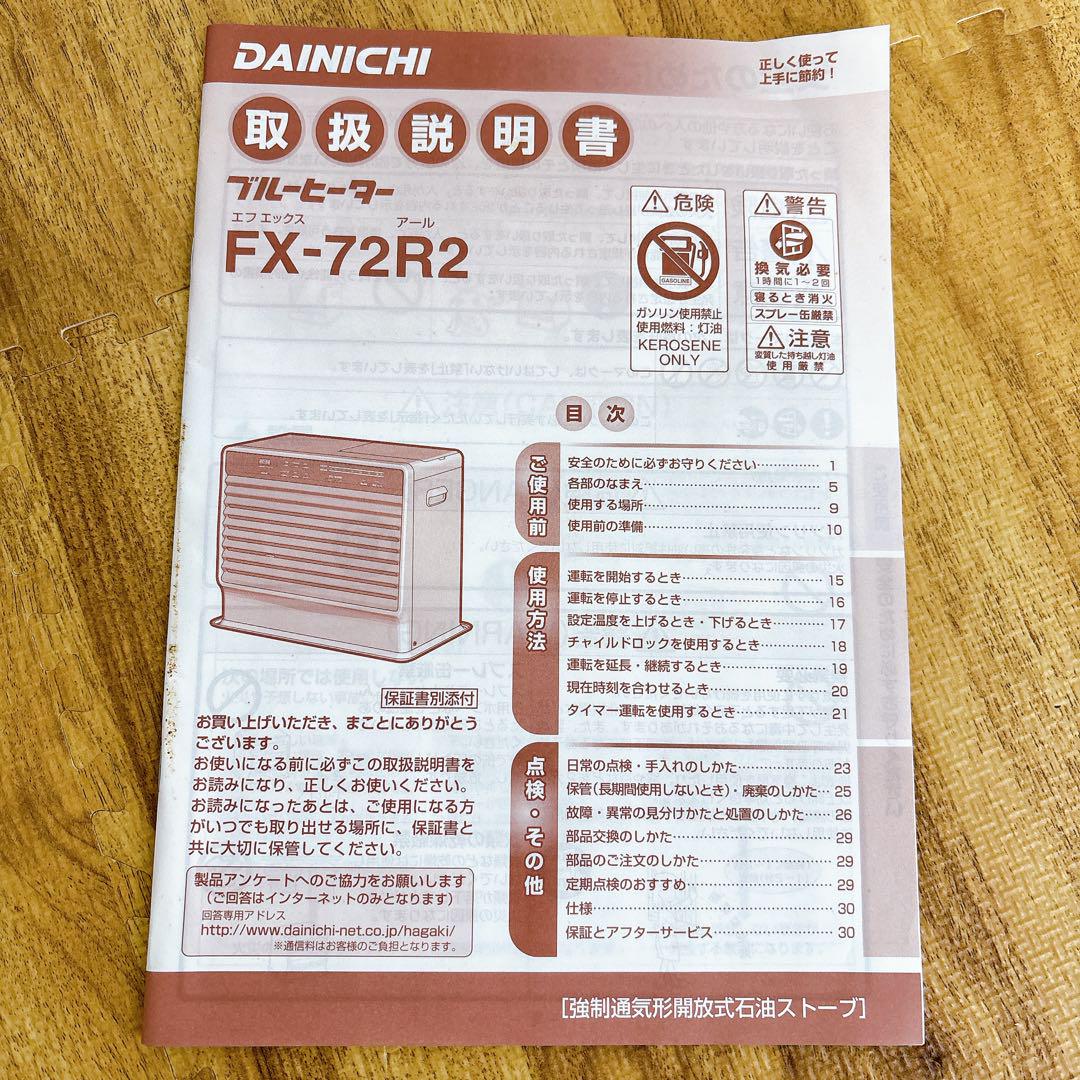 DAINICHI
正しく使って
上手に節約！
取扱説明書
ブルーヒーター
エフ エックス アール
FX-72R2
危険
GASOLINE
ガソリン使用禁止
使用燃料：灯油
KEROSENE
ONLY
警告
換気必要
1時間に1～2回
寝るとき消火
スプレー缶厳禁
注意
変質した持ち越し灯油
使用厳禁
目次
ご使用前
安全のために必ずお守りください…………… 1
各部のなまえ…………………………… 5
使用する場所…………………………… 9
使用前の準備…………………………… 10
使用方法
運転を開始するとき……………………… 15
運転を停止するとき……………………… 16
設定温度を上げるとき・下げるとき………… 17
チャイルドロックを使用するとき…………… 18
運転を延長・継続するとき………………… 19
現在時刻を合わせるとき………………… 20
タイマー運転を使用するとき……………… 21
点検・その他
日常の点検・手入れのしかた……………… 23
保管（長期間使用しないとき）・廃棄のしかた… 25
故障・異常の見分けかたと処置のしかた…… 26
部品交換のしかた………………………… 29
部品のご注文のしかた…………………… 29
定期点検のおすすめ……………………… 29
仕様……………………………………… 30
保証とアフターサービス………………… 30
保証書別添付
お買い上げいただき、まことにありがとう
ございます。
お使いになる前に必ずこの取扱説明書を
お読みになり、正しくお使いください。
お読みになったあとは、ご使用になる方
がいつでも取り出せる場所に、保証書と
共に大切に保管してください。
製品アンケートへのご協力をお願いします
（ご回答はインターネットのみとなります）
回答専用アドレス
http://www.dainichi-net.co.jp/hagaki/
※通信料はお客様のご負担となります。
［強制通気形開放式石油ストーブ］